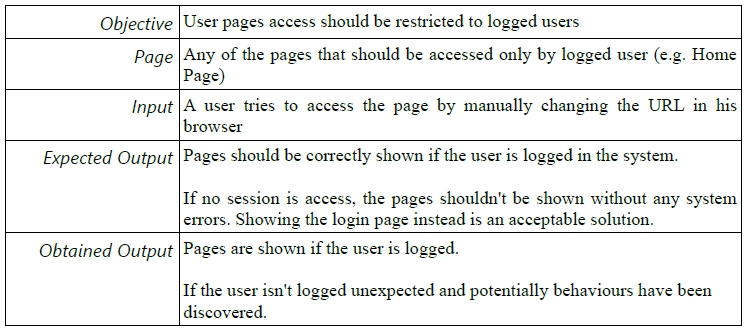 Objective User pages access should be restricted to logged users
Page Any of the pages that should be accessed only by logged user (e.g. Home
Page)
Input A user tries to access the page by manually changing the URL in his
browser
Expected Output Pages should be correctly shown if the user is logged in the system.
If no session is access, the pages shouldn't be shown without any system
errors. Showing the login page instead is an acceptable solution.
Obtained Output Pages are shown if the user is logged.
If the user isn't logged unexpected and potentially behaviours have been
discovered.